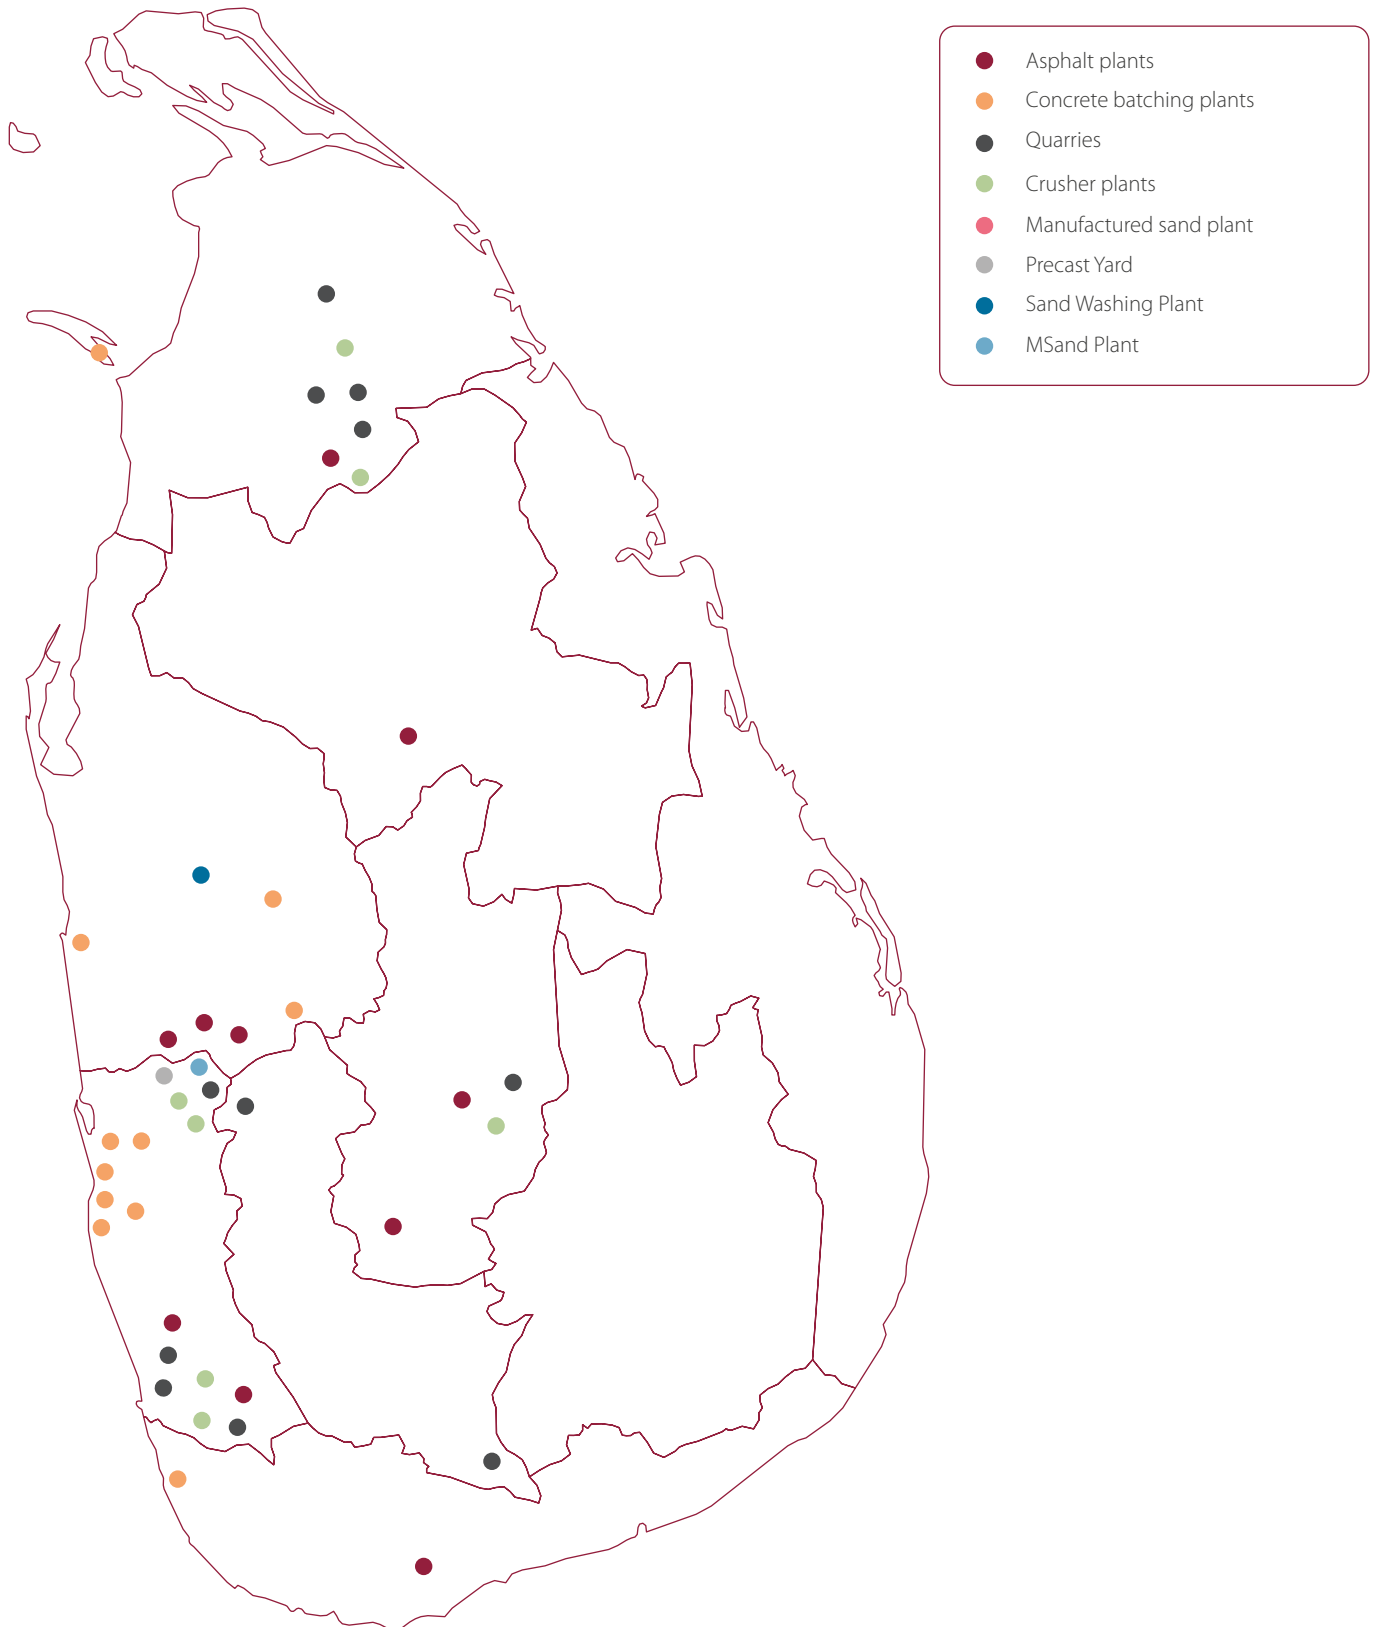 Asphalt plants
Concrete batching plants
Quarries
Crusher plants
Manufactured sand plant
Precast Yard
Sand Washing Plant
MSand Plant